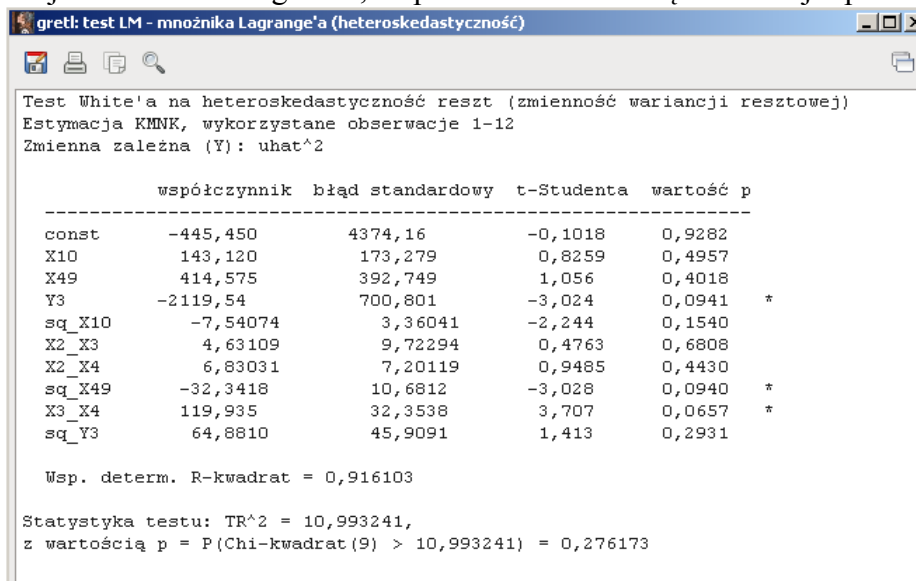 gretl: test LM - mnożnika Lagrange'a (heteroskedastyczność)
Test White'a na heteroskedastyczność reszt (zmienność wariancji resztowej)
Estymacja KMNK, wykorzystane obserwacje 1-12
Zmienna zależna (Y): uhat^2
współczynnik błąd standardowy t-Studenta wartość p
-------------------------------------------------------------------
const -445,450 4374,16 -0,1018 0,9282
X10 143,120 173,279 0,8259 0,4957
X49 414,575 392,749 1,056 0,4018
Y3 -2119,54 700,801 -3,024 0,0941 *
sq_X10 -7,54074 3,36041 -2,244 0,1540
X2_X3 4,63109 9,72294 0,4763 0,6808
X2_X4 6,83031 7,20119 0,9485 0,4430
sq_X49 -32,3418 10,6812 -3,028 0,0940 *
X3_X4 119,935 32,3538 3,707 0,0657 *
sq_Y3 64,8810 45,9091 1,413 0,2931
Wsp. determ. R-kwadrat = 0,916103
Statystyka testu: TR^2 = 10,993241,
z wartością p = P(Chi-kwadrat(9) > 10,993241) = 0,276173